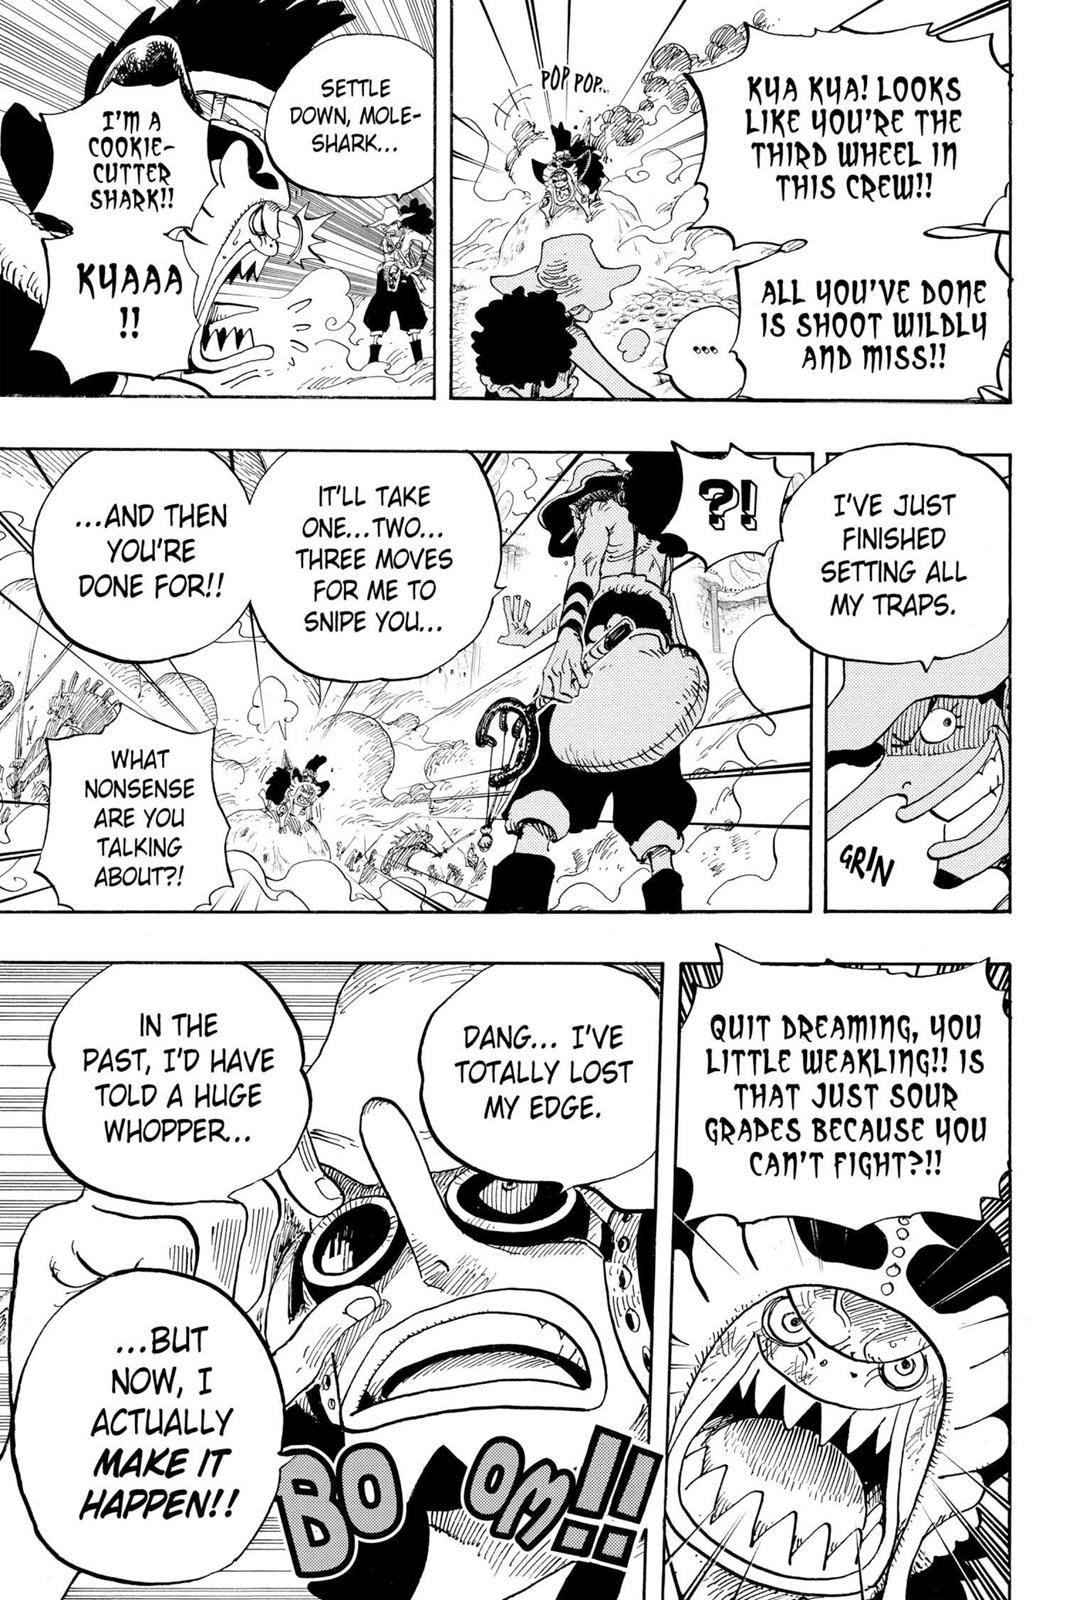 KYA KYA! LOOKS
LIKE YOU'RE THE
THIRD WHEEL IN
THIS CREW!!
POP POP...
ALL YOU'VE DONE
IS SHOOT WILDLY
AND MISS!!
...
SETTLE
DOWN, MOLE-
SHARK...
I'M A
COOKIE-
CUTTER
SHARK!!
KYAAA
!!
I'VE JUST
FINISHED
SETTING ALL
MY TRAPS.
GRIN
?!
IT'LL TAKE
ONE...TWO...
THREE MOVES
FOR ME TO
SNIPE YOU...
...AND THEN
YOU'RE
DONE FOR!!
WHAT
NONSENSE
ARE YOU
TALKING
ABOUT?!
QUIT DREAMING, YOU
LITTLE WEAKLING!! IS
THAT JUST SOUR
GRAPES BECAUSE YOU
CAN'T FIGHT?!!
DANG... I'VE
TOTALLY LOST
MY EDGE.
IN THE
PAST, I'D HAVE
TOLD A HUGE
WHOPPER...
...BUT
NOW, I
ACTUALLY
MAKE IT
HAPPEN!!
BOOM!!